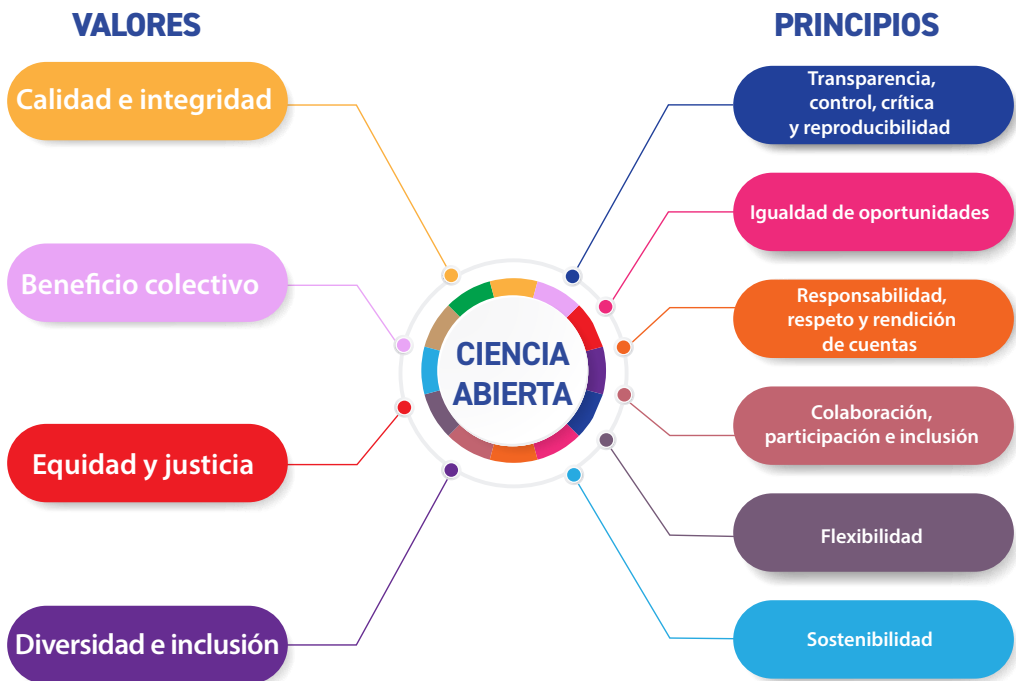 VALORES
Calidad e integridad
Beneficio colectivo
Equidad y justicia
Diversidad e inclusión
CIENCIA
ABIERTA
PRINCIPIOS
Transparencia,
control, crítica
y reproducibilidad
Igualdad de oportunidades
Responsabilidad,
respeto y rendición
de cuentas
Colaboración,
participación e inclusión
Flexibilidad
Sostenibilidad